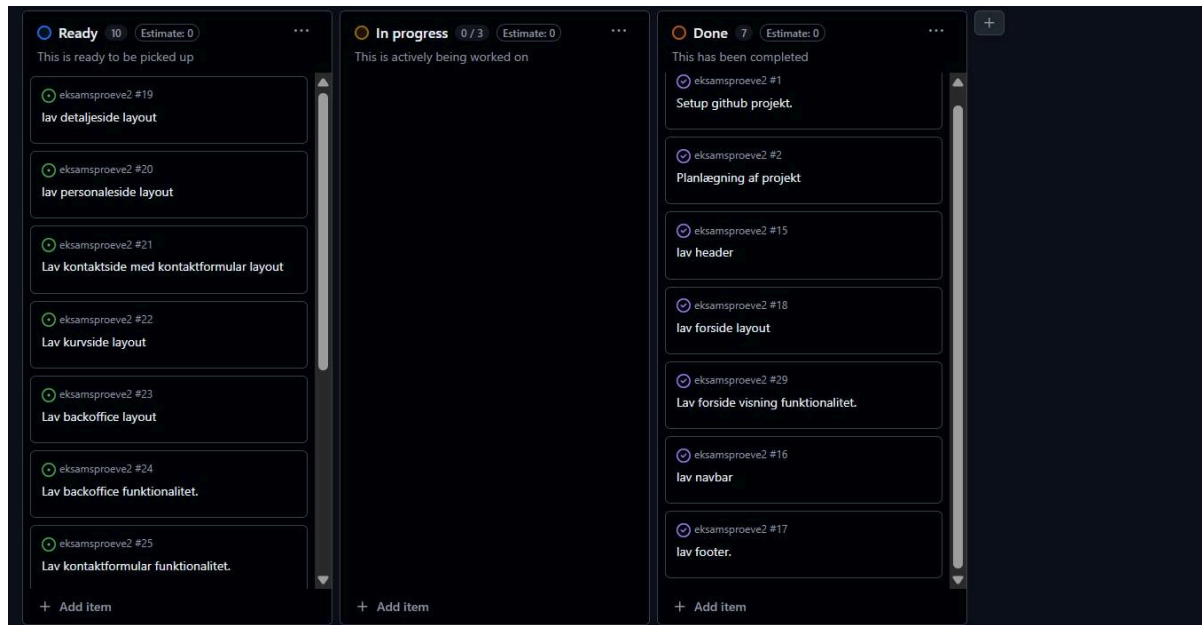 Ready 10 Estimate: 0 ...
This is ready to be picked up
eksamsproeve2 #19
lav detaljeside layout
eksamsproeve2 #20
lav personaleside layout
eksamsproeve2 #21
Lav kontaktside med kontaktformular layout
eksamsproeve2 #22
Lav kurvside layout
eksamsproeve2 #23
Lav backoffice layout
eksamsproeve2 #24
Lav backoffice funktionalitet.
eksamsproeve2 #25
Lav kontaktformular funktionalitet.
+ Add item
In progress 0 / 3 Estimate: 0 ...
This is actively being worked on
+ Add item
Done 7 Estimate: 0 ...
This has been completed
eksamsproeve2 #1
Setup github projekt.
eksamsproeve2 #2
Planlægning af projekt
eksamsproeve2 #15
lav header
eksamsproeve2 #18
lav forside layout
eksamsproeve2 #29
Lav forside visning funktionalitet.
eksamsproeve2 #16
lav navbar
eksamsproeve2 #17
lav footer.
+ Add item
+